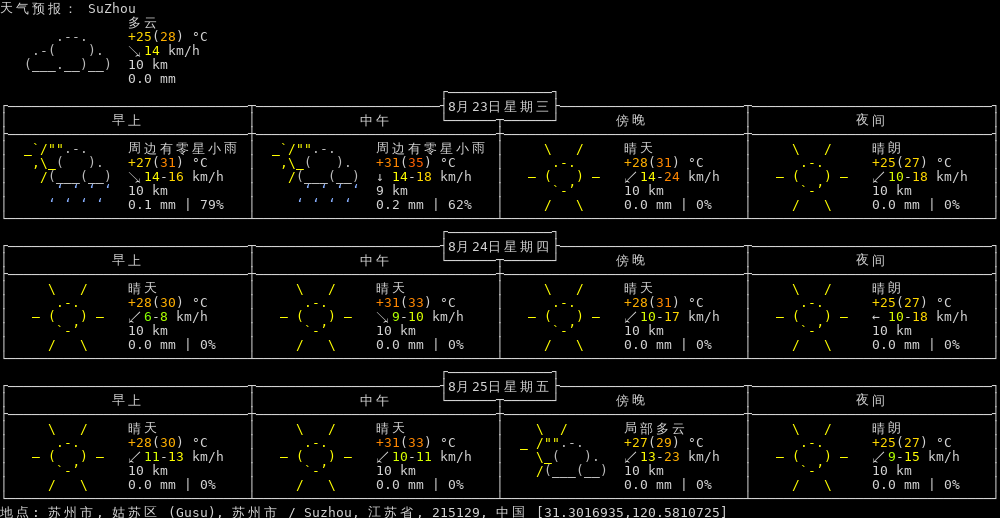 天气预报: SuZhou
多云
+25(28) °C
↘14 km/h
10 km
0.0 mm
8月23日星期三
早上 中午 傍晚 夜间
周边有零星小雨 周边有零星小雨 晴天 晴朗
+27(31) °C +31(35) °C +28(31) °C +25(27) °C
↘14-16 km/h ↓ 14-18 km/h ↙14-24 km/h ↙10-18 km/h
10 km 9 km 10 km 10 km
0.1 mm | 79% 0.2 mm | 62% 0.0 mm | 0% 0.0 mm | 0%
8月24日星期四
早上 中午 傍晚 夜间
晴天 晴天 晴天 晴朗
+28(30) °C +31(33) °C +28(31) °C +25(27) °C
↙6-8 km/h ↘9-10 km/h ↙10-17 km/h ← 10-18 km/h
10 km 10 km 10 km 10 km
0.0 mm | 0% 0.0 mm | 0% 0.0 mm | 0% 0.0 mm | 0%
8月25日星期五
早上 中午 傍晚 夜间
晴天 晴天 局部多云 晴朗
+28(30) °C +31(33) °C +27(29) °C +25(27) °C
↙11-13 km/h ↙10-11 km/h ↙13-23 km/h ↙9-15 km/h
10 km 10 km 10 km 10 km
0.0 mm | 0% 0.0 mm | 0% 0.0 mm | 0% 0.0 mm | 0%
地点: 苏州市, 姑苏区 (Gusu), 苏州市 / Suzhou, 江苏省, 215129, 中国 [31.3016935,120.5810725]